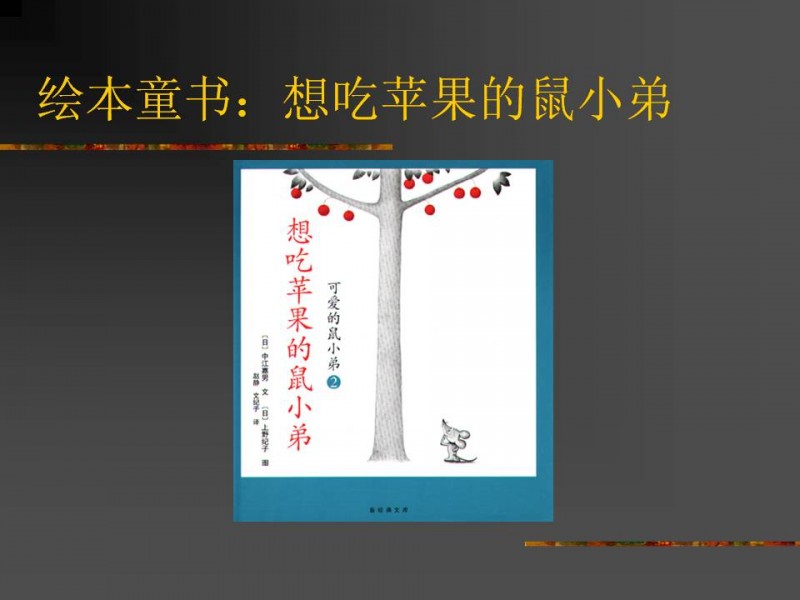 绘本童书：想吃苹果的鼠小弟
想吃苹果的鼠小弟
可爱的鼠小弟 2
〔日〕中江嘉男 文 〔日〕上野纪子 图
赵静 文纪子 译
新经典文库